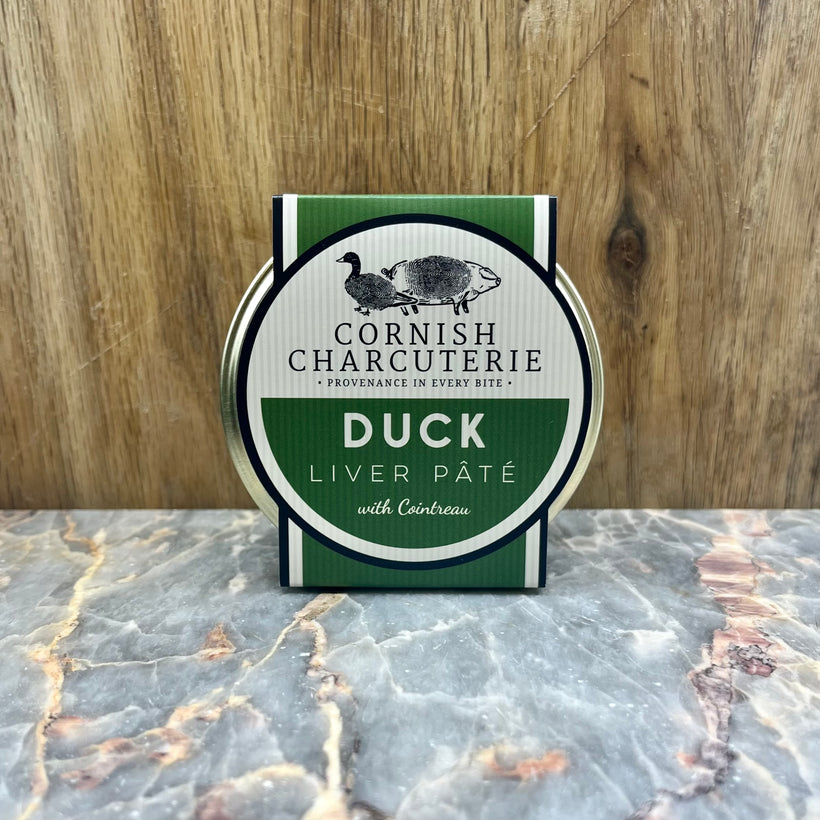 CORNISH
CHARCUTERIE
• PROVENANCE IN EVERY BITE •
DUCK
LIVER PÂTÉ
with Cointreau